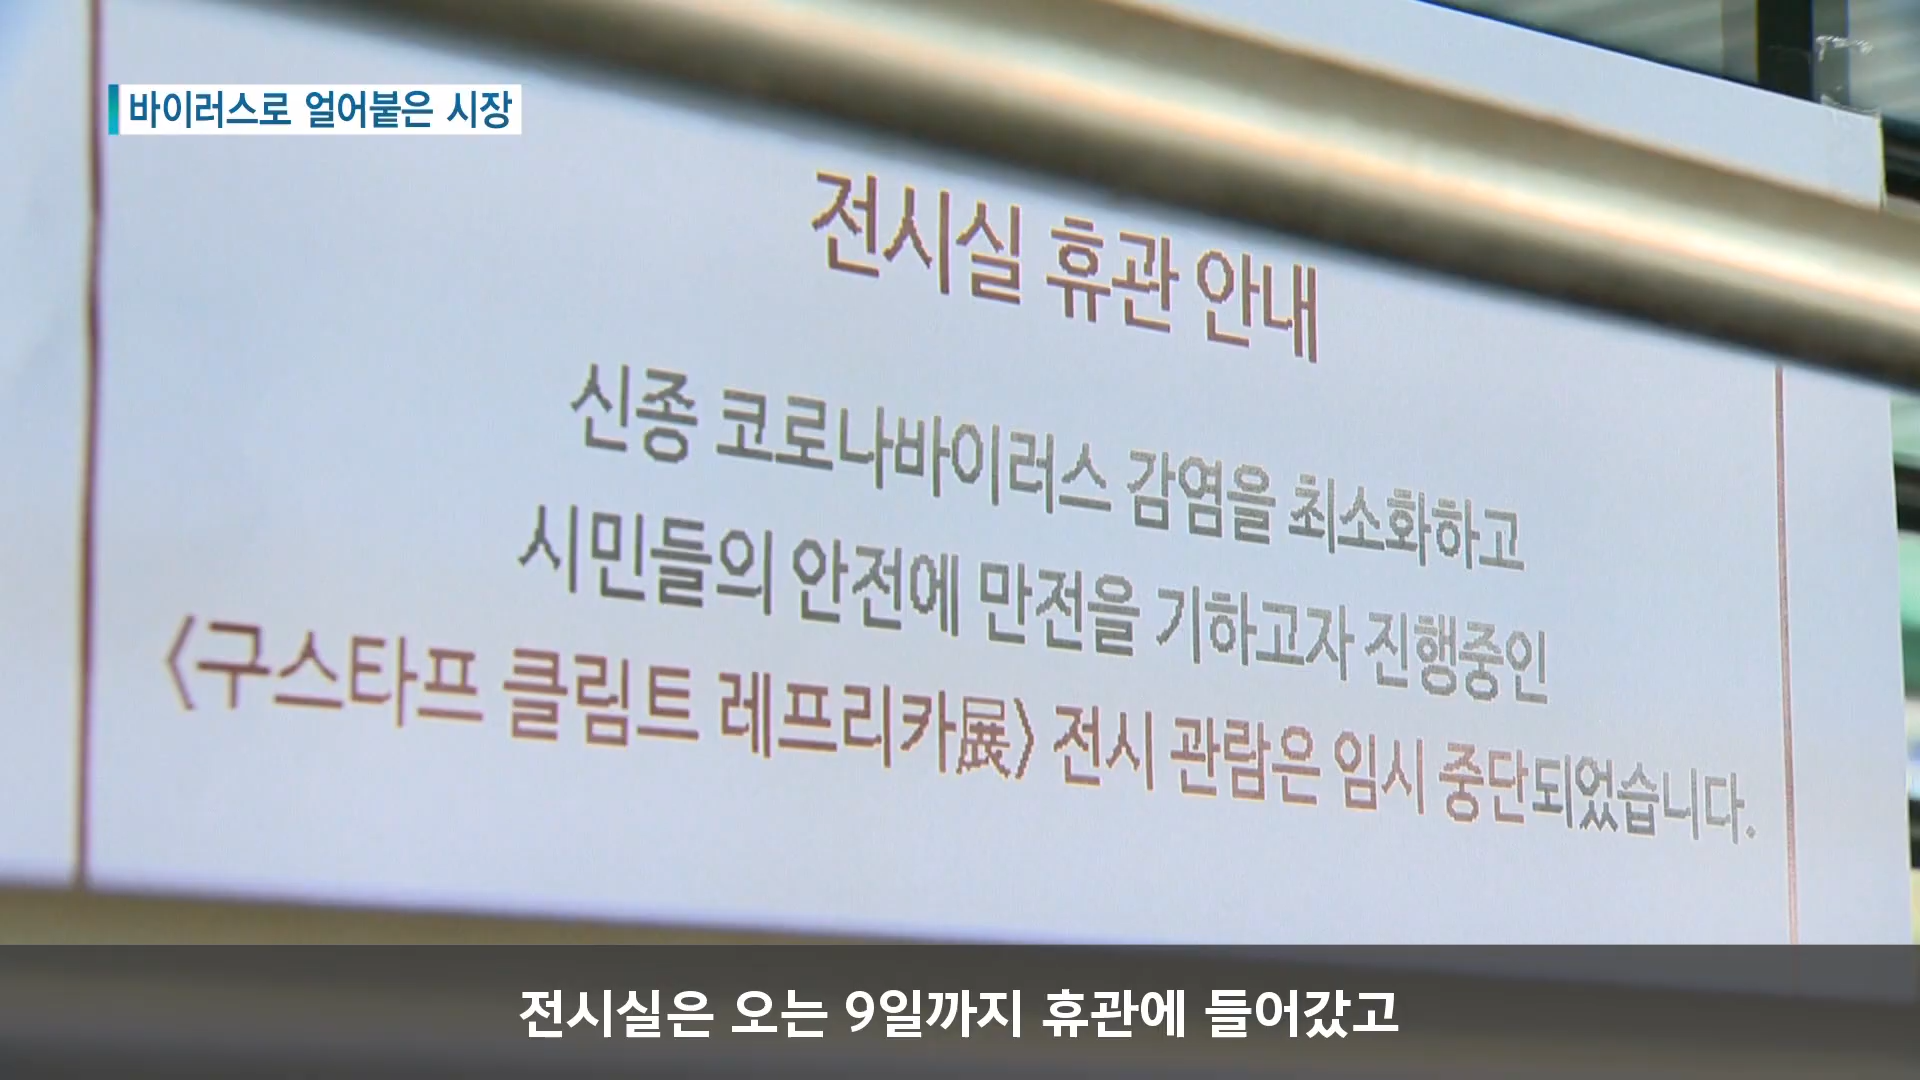 바이러스로 얼어붙은 시장
전시실 휴관 안내
신종 코로나바이러스 감염을 최소화하고
시민들의 안전에 만전을 기하고자 진행중인
〈구스타프 클림트 레프리카展〉 전시 관람은 임시 중단되었습니다.
전시실은 오는 9일까지 휴관에 들어갔고